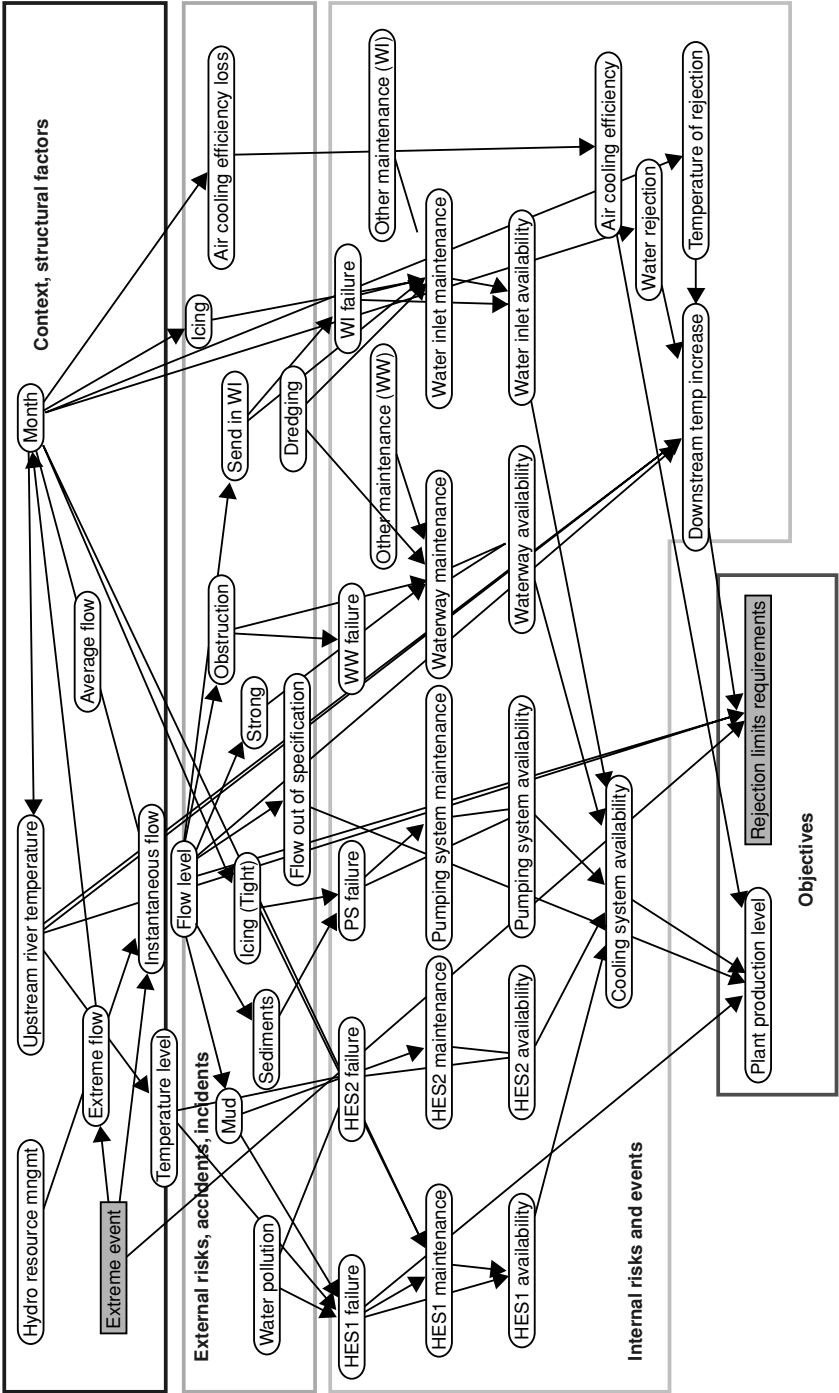 Context, structural factors
Hydro resource mngmt
Upstream river temperature
Month
Extreme event
Extreme flow
Average flow
Temperature level
Instantaneous flow
External risks, accidents, incidents
Flow level
Icing
Mud
Obstruction
Send in WI
Air cooling efficiency loss
Water pollution
Sediments
Icing (Tight)
Strong
Flow out of specification
Dredging
HES1 failure
HES2 failure
PS failure
WW failure
WI failure
Other maintenance (WW)
Other maintenance (WI)
HES1 maintenance
HES2 maintenance
Pumping system maintenance
Waterway maintenance
Water inlet maintenance
HES1 availability
HES2 availability
Pumping system availability
Waterway availability
Water inlet availability
Internal risks and events
Cooling system availability
Air cooling efficiency
Water rejection
Downstream temp increase
Temperature of rejection
Plant production level
Rejection limits requirements
Objectives